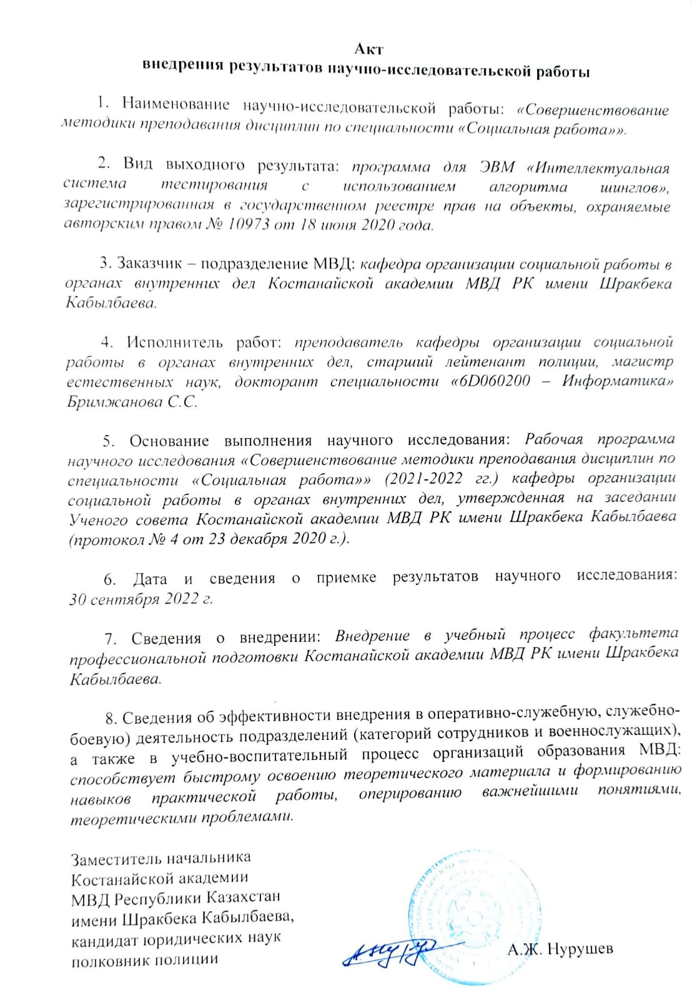 Акт
внедрения результатов научно-исследовательской работы
1. Наименование научно-исследовательской работы: «Совершенствование
методики преподавания дисциплин по специальности «Социальная работа»».
2. Вид выходного результата: программа для ЭВМ «Интеллектуальная
система тестирования с использованием алгоритма шинглов»,
зарегистрированная в государственном реестре прав на объекты, охраняемые
авторским правом № 10973 от 18 июня 2020 года.
3. Заказчик – подразделение МВД: кафедра организации социальной работы в
органах внутренних дел Костанайской академии МВД РК имени Шракбека
Кабылбаева.
4. Исполнитель работ: преподаватель кафедры организации социальной
работы в органах внутренних дел, старший лейтенант полиции, магистр
естественных наук, докторант специальности «6D060200 – Информатика»
Бримжанова С.С.
5. Основание выполнения научного исследования: Рабочая программа
научного исследования «Совершенствование методики преподавания дисциплин по
специальности «Социальная работа»» (2021-2022 гг.) кафедры организации
социальной работы в органах внутренних дел, утвержденная на заседании
Ученого совета Костанайской академии МВД РК имени Шракбека Кабылбаева
(протокол № 4 от 23 декабря 2020 г.).
6. Дата и сведения о приемке результатов научного исследования:
30 сентября 2022 г.
7. Сведения о внедрении: Внедрение в учебный процесс факультета
профессиональной подготовки Костанайской академии МВД РК имени Шракбека
Кабылбаева.
8. Сведения об эффективности внедрения в оперативно-служебную, служебно-
боевую) деятельность подразделений (категорий сотрудников и военнослужащих),
а также в учебно-воспитательный процесс организаций образования МВД:
способствует быстрому освоению теоретического материала и формированию
навыков практической работы, оперированию важнейшими понятиями,
теоретическими проблемами.
Заместитель начальника
Костанайской академии
МВД Республики Казахстан
имени Шракбека Кабылбаева,
кандидат юридических наук
полковник полиции
А.Ж. Нурушев